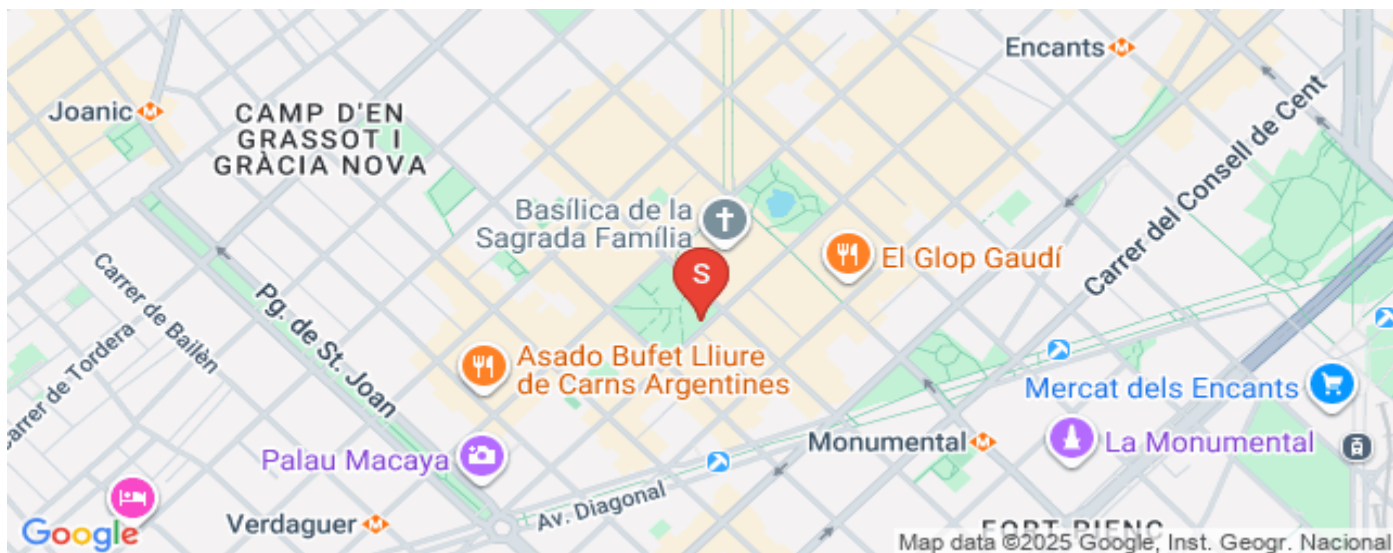 Encants
Joanic
CAMP D'EN
GRASSOT I
GRÀCIA NOVA
Carrer del Consell de Cent
Basílica de la
Sagrada Família
El Glop Gaudí
S
Carrer de Bailèn
Pg. de St. Joan
Carrer de Tordera
Asado Bufet Lliure
de Carns Argentines
Mercat dels Encants
Monumental
La Monumental
Palau Macaya
Av. Diagonal
Verdaguer
FORT PIENC
Google
Map data ©2025 Google, Inst. Geogr. Nacional